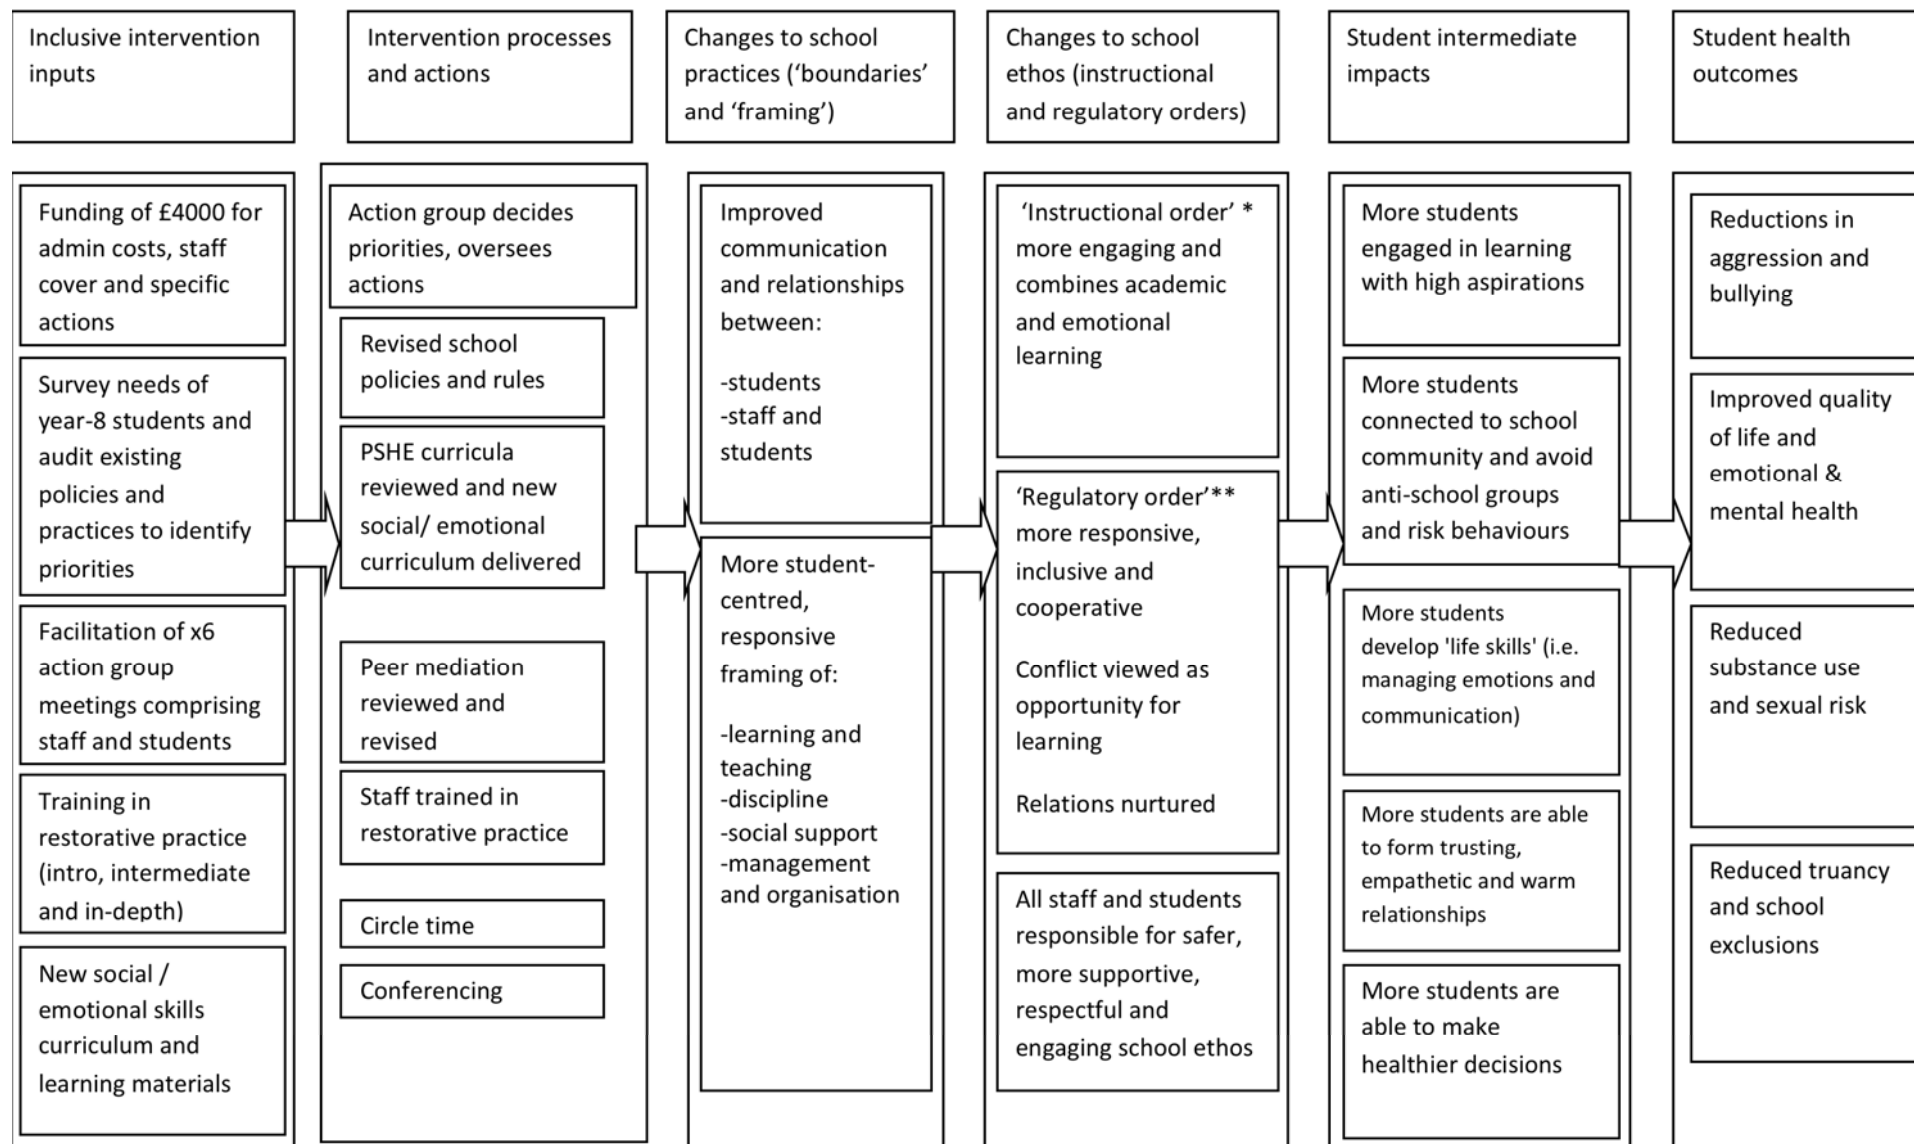 Inclusive intervention
inputs
Intervention processes
and actions
Changes to school
practices (‘boundaries’
and ‘framing’)
Changes to school
ethos (instructional
and regulatory orders)
Student intermediate
impacts
Student health
outcomes
Funding of £4000 for
admin costs, staff
cover and specific
actions
Survey needs of
year-8 students and
audit existing
policies and
practices to identify
priorities
Facilitation of x6
action group
meetings comprising
staff and students
Training in
restorative practice
(intro, intermediate
and in-depth)
New social /
emotional skills
curriculum and
learning materials
Action group decides
priorities, oversees
actions
Revised school
policies and rules
PSHE curricula
reviewed and new
social/ emotional
curriculum delivered
Peer mediation
reviewed and
revised
Staff trained in
restorative practice
Circle time
Conferencing
Improved
communication
and relationships
between:
-students
-staff and
students
More student-
centred,
responsive
framing of:
-learning and
teaching
-discipline
-social support
-management
and organisation
‘Instructional order’ *
more engaging and
combines academic
and emotional
learning
‘Regulatory order’**
more responsive,
inclusive and
cooperative
Conflict viewed as
opportunity for
learning
Relations nurtured
All staff and students
responsible for safer,
more supportive,
respectful and
engaging school ethos
More students
engaged in learning
with high aspirations
More students
connected to school
community and avoid
anti-school groups
and risk behaviours
More students
develop 'life skills' (i.e.
managing emotions and
communication)
More students are able
to form trusting,
empathetic and warm
relationships
More students are
able to make
healthier decisions
Reductions in
aggression and
bullying
Improved quality
of life and
emotional &
mental health
Reduced
substance use
and sexual risk
Reduced truancy
and school
exclusions